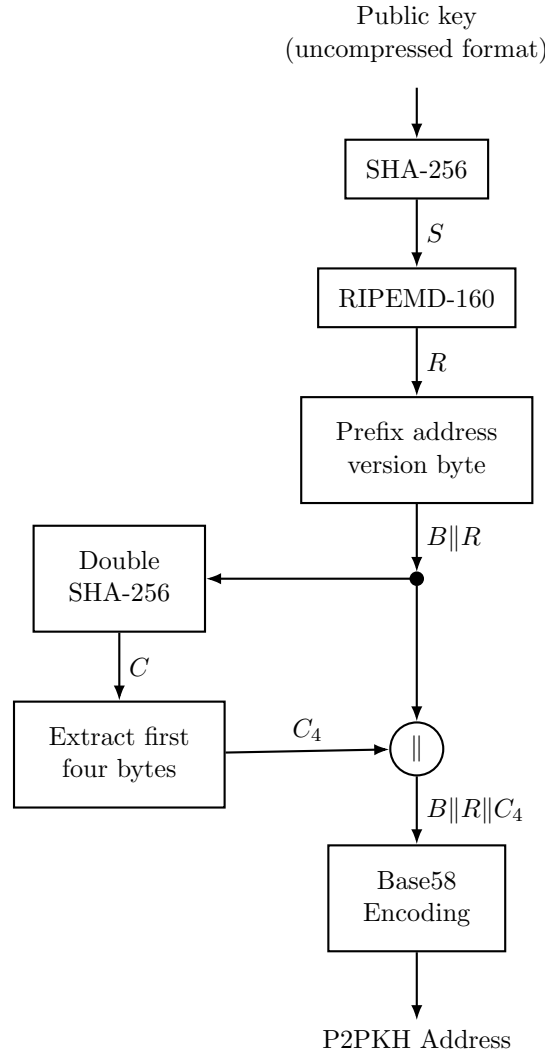 Public key
(uncompressed format)
SHA-256
S
RIPEMD-160
R
Prefix address
version byte
B∥R
Double
SHA-256
C
Extract first
four bytes
C₄
∥
B∥R∥C₄
Base58
Encoding
P2PKH Address